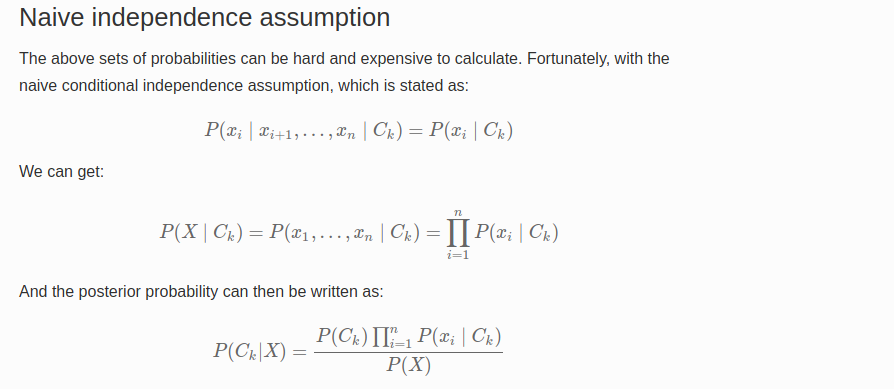 Naive independence assumption
The above sets of probabilities can be hard and expensive to calculate. Fortunately, with the
naive conditional independence assumption, which is stated as:
P(x_i | x_{i+1}, . . . , x_n | C_k) = P(x_i | C_k)
We can get:
P(X | C_k) = P(x_1, . . . , x_n | C_k) = ∏_{i=1}^{n} P(x_i | C_k)
And the posterior probability can then be written as:
P(C_k|X) = \frac{P(C_k) ∏_{i=1}^{n} P(x_i | C_k)}{P(X)}